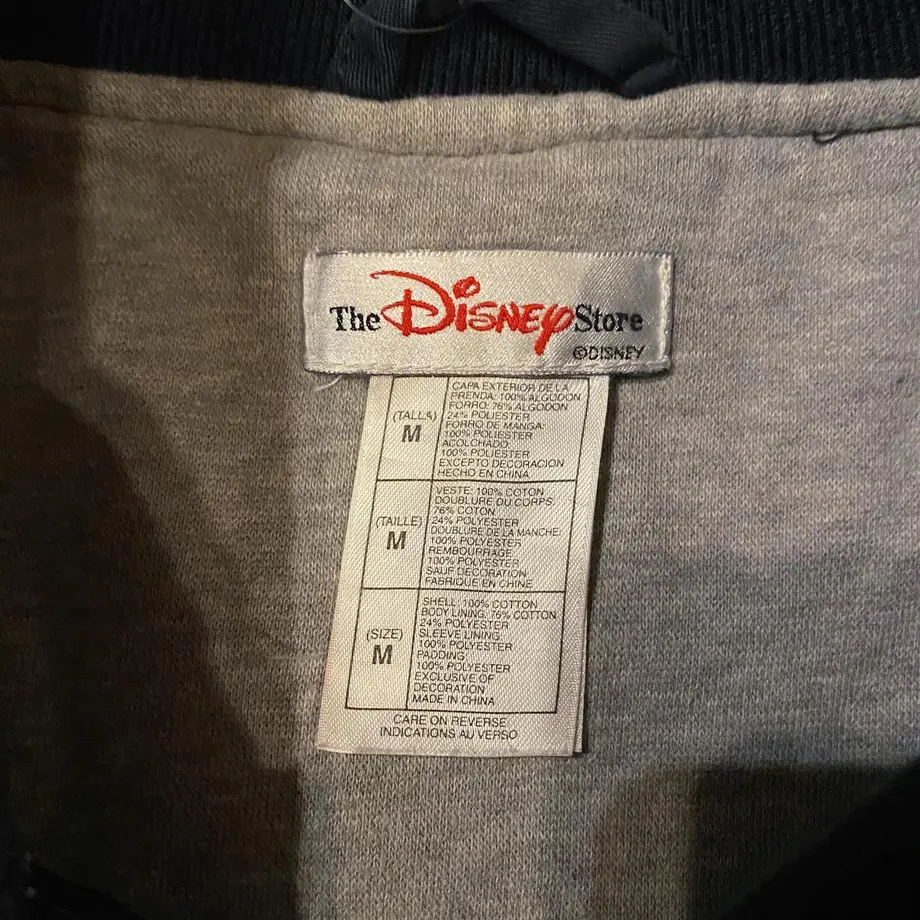 The Disney Store
©DISNEY
(TALLA)
M
CAPA EXTERIOR DE LA
PRENDA: 100% ALGODON
FORRO: 76% ALGODON
24% POLIESTER
FORRO DE MANGA:
100% POLIESTER
ACOLCHADO:
100% POLIESTER
EXCEPTO DECORACION
HECHO EN CHINA
(TAILLE)
M
VESTE: 100% COTON
DOUBLURE DU CORPS:
76% COTON
24% POLYESTER
DOUBLURE DE LA MANCHE:
100% POLYESTER
REMBOURRAGE:
100% POLYESTER
SAUF DECORATION
FABRIQUE EN CHINE
(SIZE)
M
SHELL: 100% COTTON
BODY LINING: 76% COTTON
24% POLYESTER
SLEEVE LINING:
100% POLYESTER
PADDING:
100% POLYESTER
EXCLUSIVE OF
DECORATION
MADE IN CHINA
CARE ON REVERSE
INDICATIONS AU VERSO